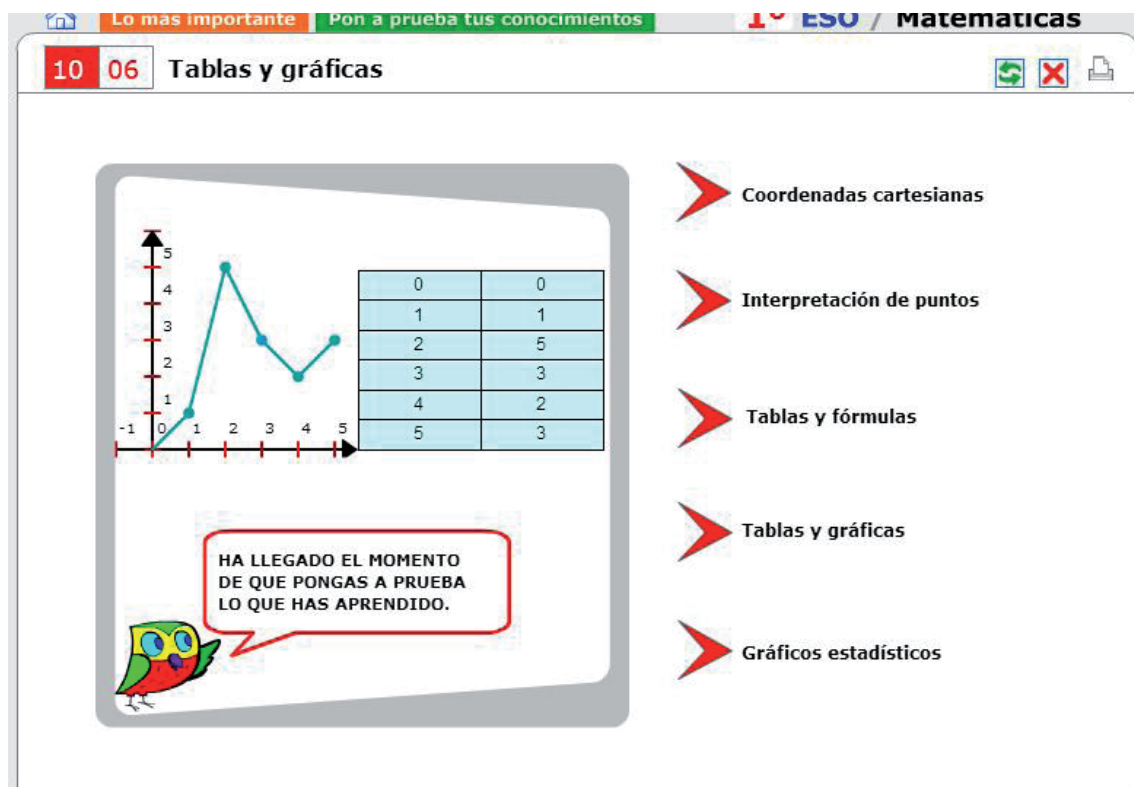 Lo más importante
Pon a prueba tus conocimientos
1º ESO / Matemáticas
10 06 Tablas y gráficas
5
4
3
2
1
-1 0 1 2 3 4 5
0 0
1 1
2 5
3 3
4 2
5 3
HA LLEGADO EL MOMENTO
DE QUE PONGAS A PRUEBA
LO QUE HAS APRENDIDO.
Coordenadas cartesianas
Interpretación de puntos
Tablas y fórmulas
Tablas y gráficas
Gráficos estadísticos